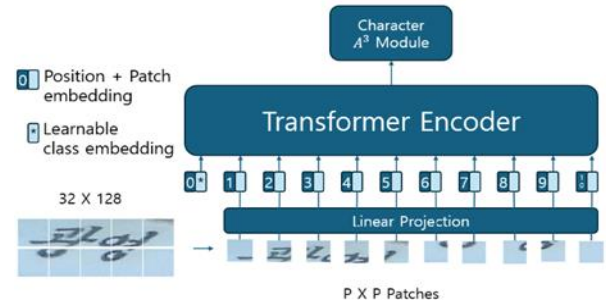 Character
A³ Module
0 Position + Patch
embedding
Transformer Encoder
* Learnable
class embedding
0 * 1 2 3 4 5 6 7 8 9 10
32 X 128
Linear Projection
P X P Patches